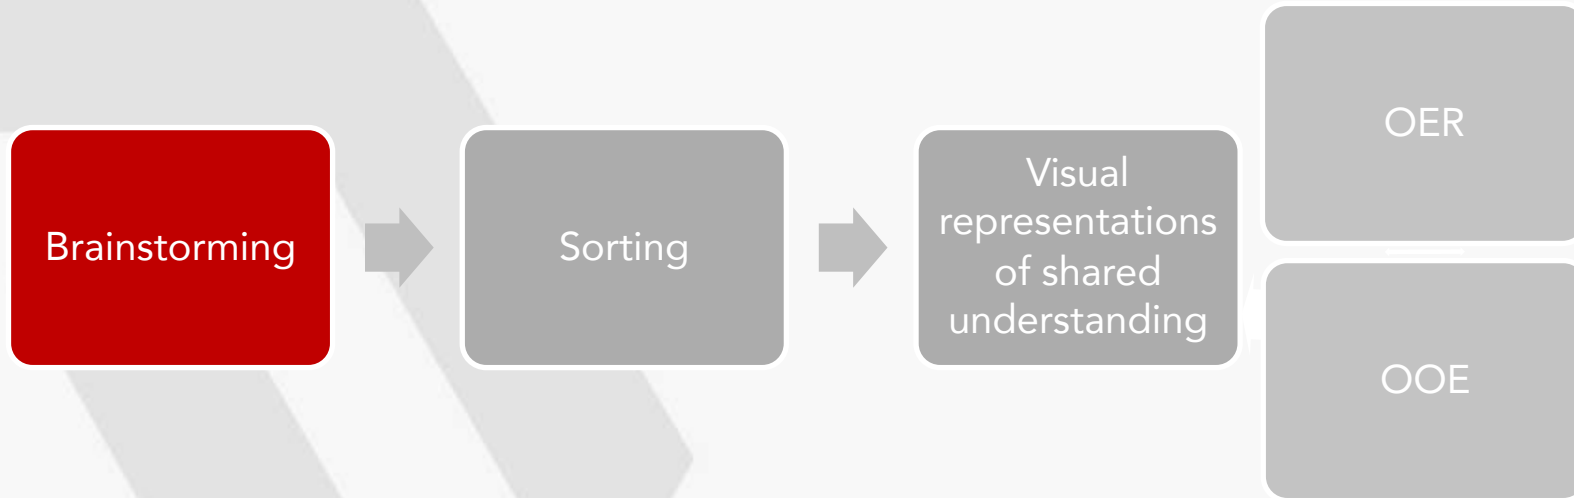 Brainstorming
Sorting
Visual
representations
of shared
understanding
OER
OOE